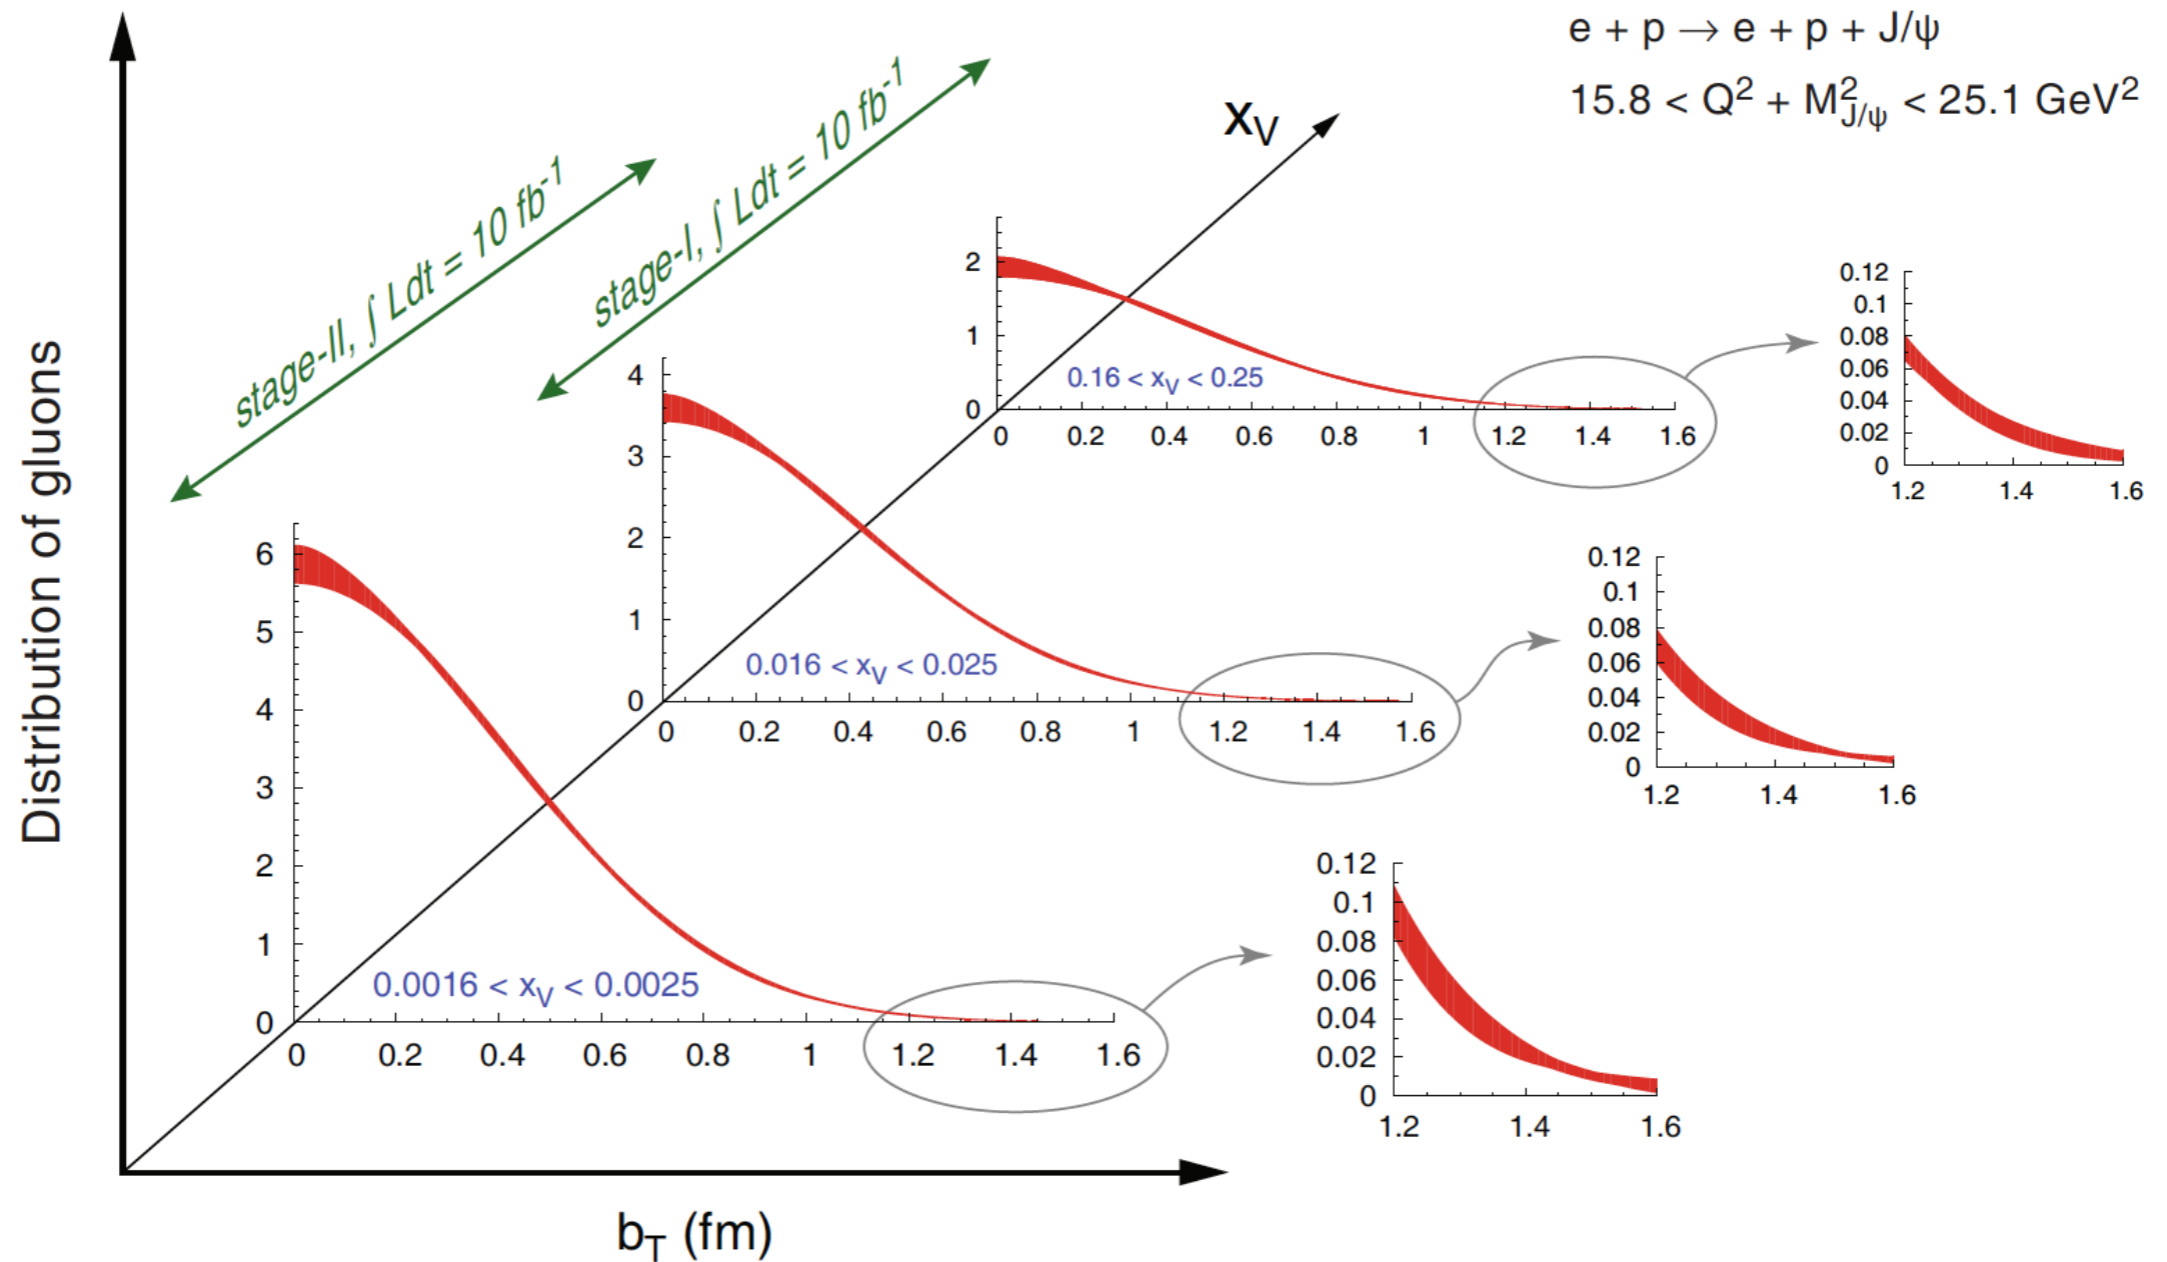 e + p → e + p + J/ψ
15.8 < Q² + M²_J/ψ < 25.1 GeV²
x_V
stage-II, ∫ Ldt = 10 fb⁻¹
stage-I, ∫ Ldt = 10 fb⁻¹
Distribution of gluons
2
1
0
0.16 < x_V < 0.25
0 0.2 0.4 0.6 0.8 1 1.2 1.4 1.6
0.12
0.1
0.08
0.06
0.04
0.02
0
1.2 1.4 1.6
4
3
2
1
0
0.016 < x_V < 0.025
0 0.2 0.4 0.6 0.8 1 1.2 1.4 1.6
0.12
0.1
0.08
0.06
0.04
0.02
0
1.2 1.4 1.6
6
5
4
3
2
1
0
0.0016 < x_V < 0.0025
0 0.2 0.4 0.6 0.8 1 1.2 1.4 1.6
0.12
0.1
0.08
0.06
0.04
0.02
0
1.2 1.4 1.6
b_T (fm)